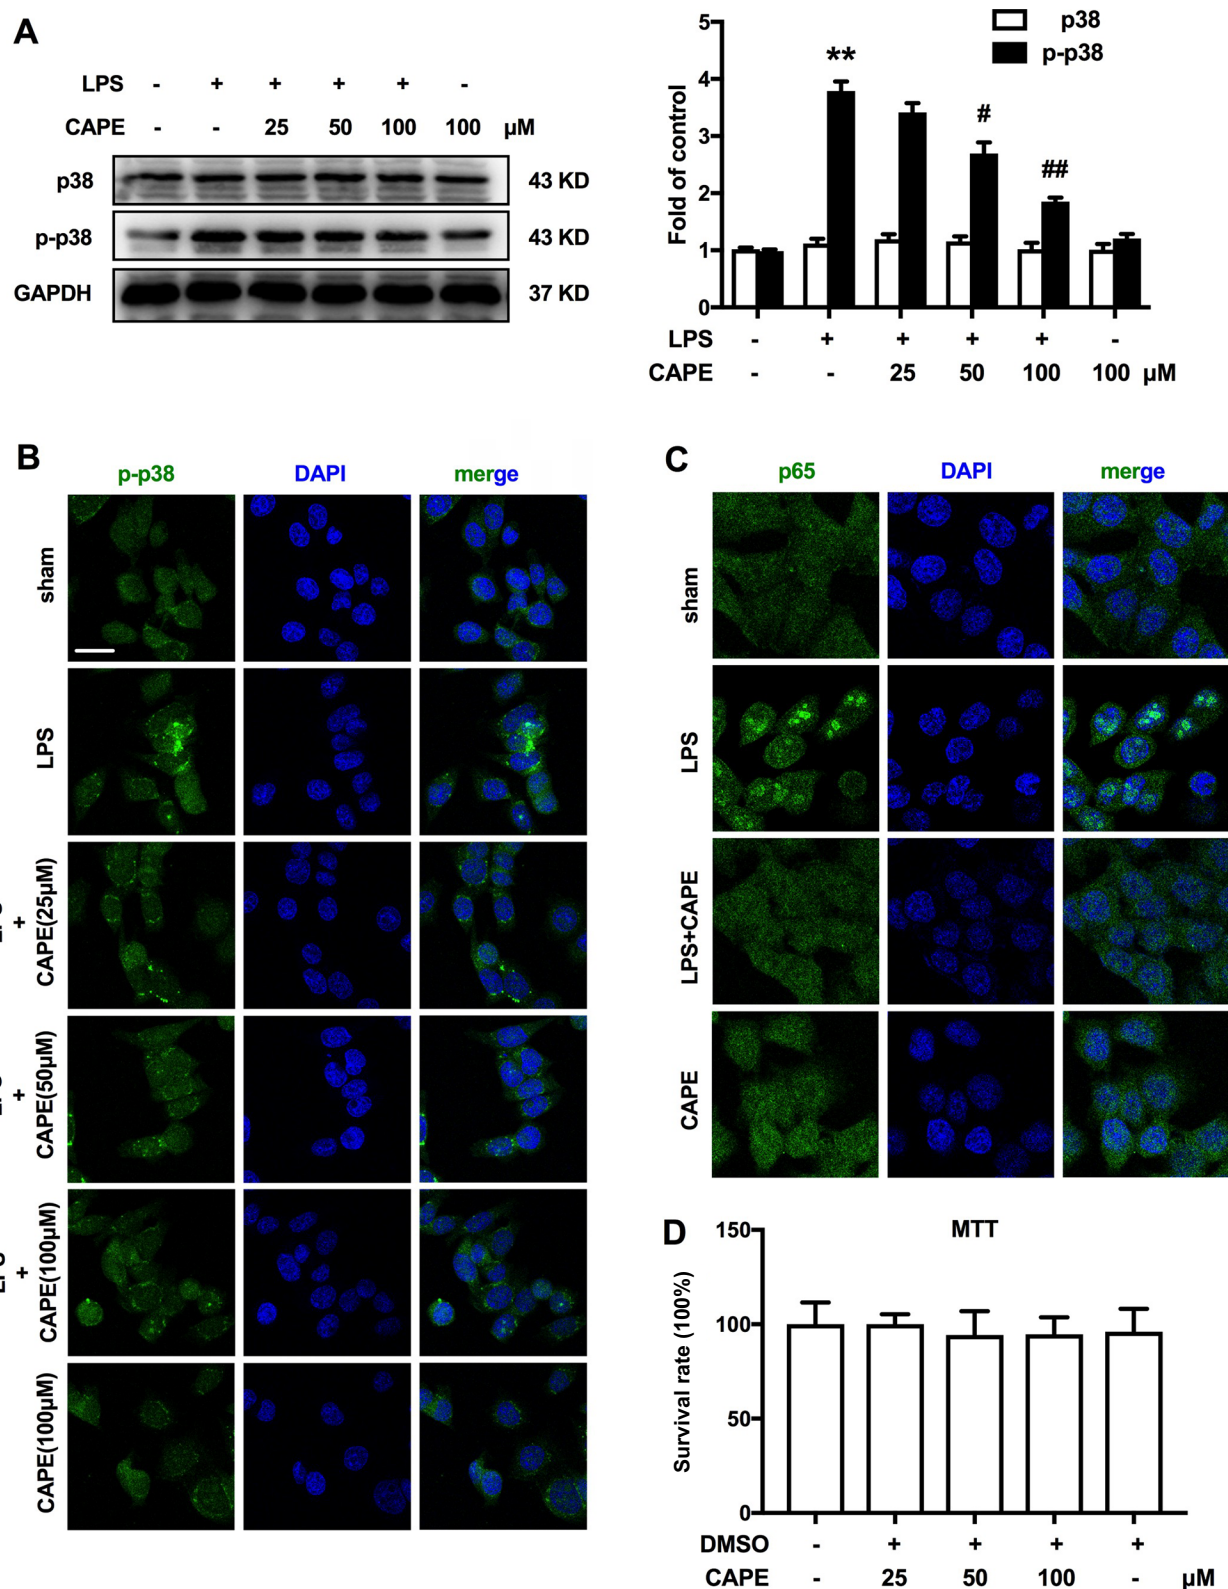 A
LPS - + + + + -
CAPE - - 25 50 100 100 µM
p38 43 KD
p-p38 43 KD
GAPDH 37 KD
p38
p-p38
Fold of control
5
4
3
2
1
0
**
#
##
LPS - + + + + -
CAPE - - 25 50 100 100 µM
B
p-p38 DAPI merge
sham
LPS
+
CAPE(25µM)
+
CAPE(50µM)
+
CAPE(100µM)
CAPE(100µM)
C
p65 DAPI merge
sham
LPS
LPS+CAPE
CAPE
D
MTT
Survival rate (100%)
150
100
50
0
DMSO - + + + +
CAPE - 25 50 100 - µM